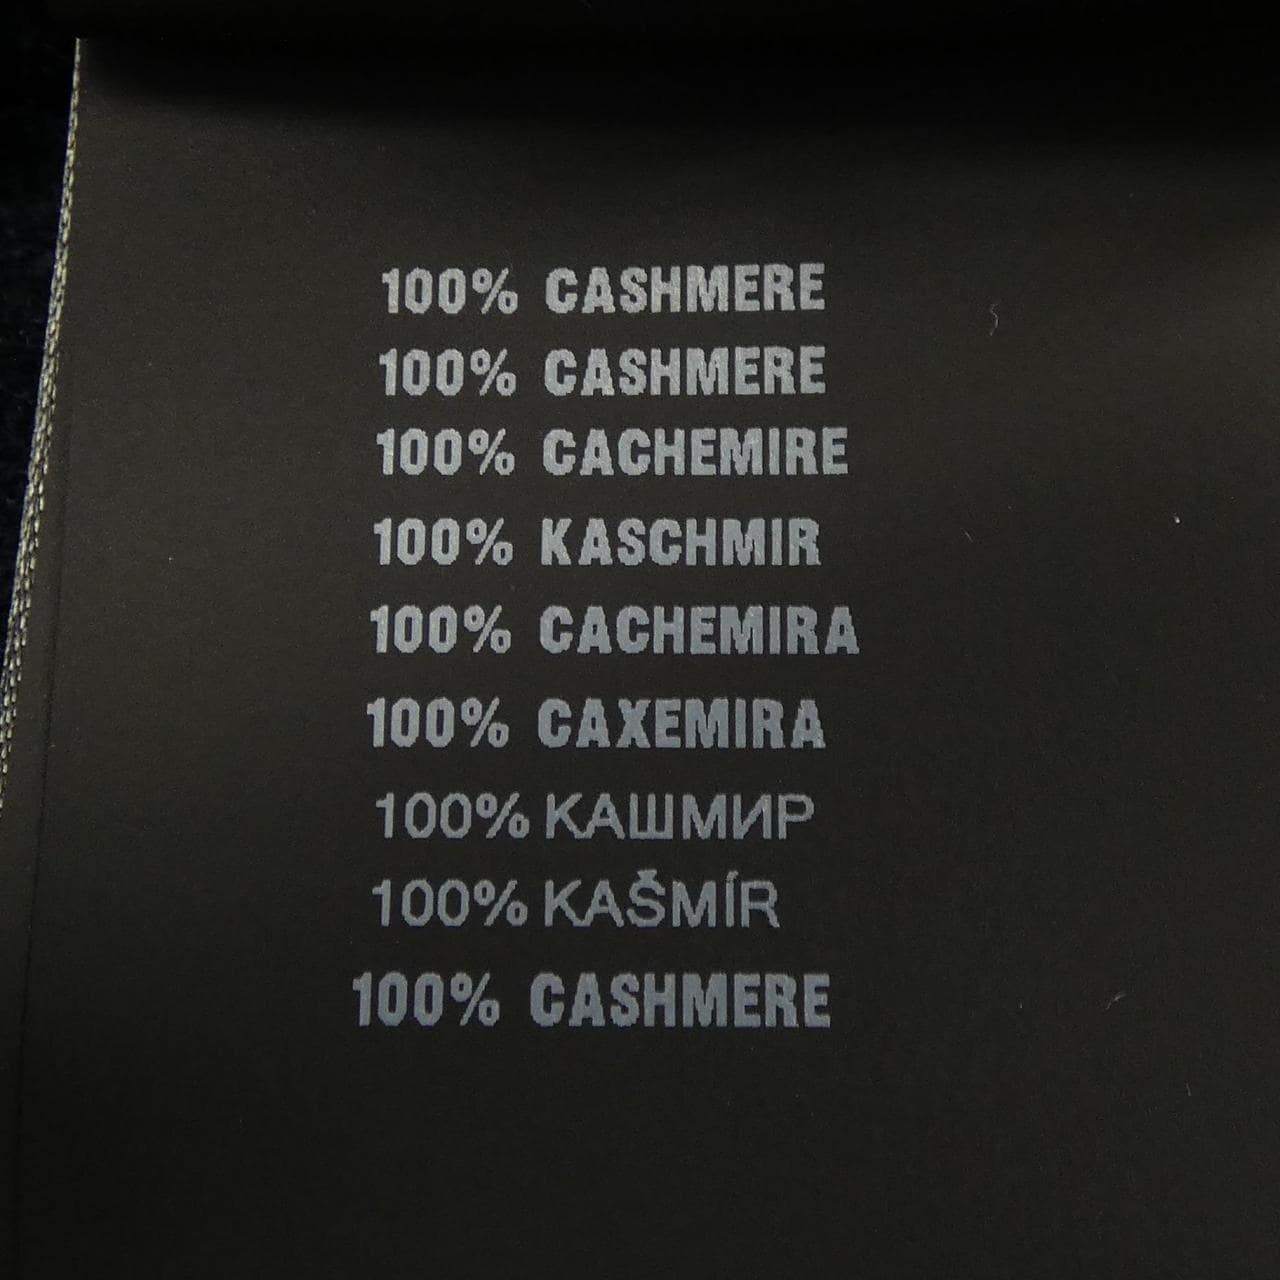 100% CASHMERE
100% CASHMERE
100% CACHEMIRE
100% KASCHMIR
100% CACHEMIRA
100% CAXEMIRA
100% КАШМИР
100% KAŠMÍR
100% CASHMERE